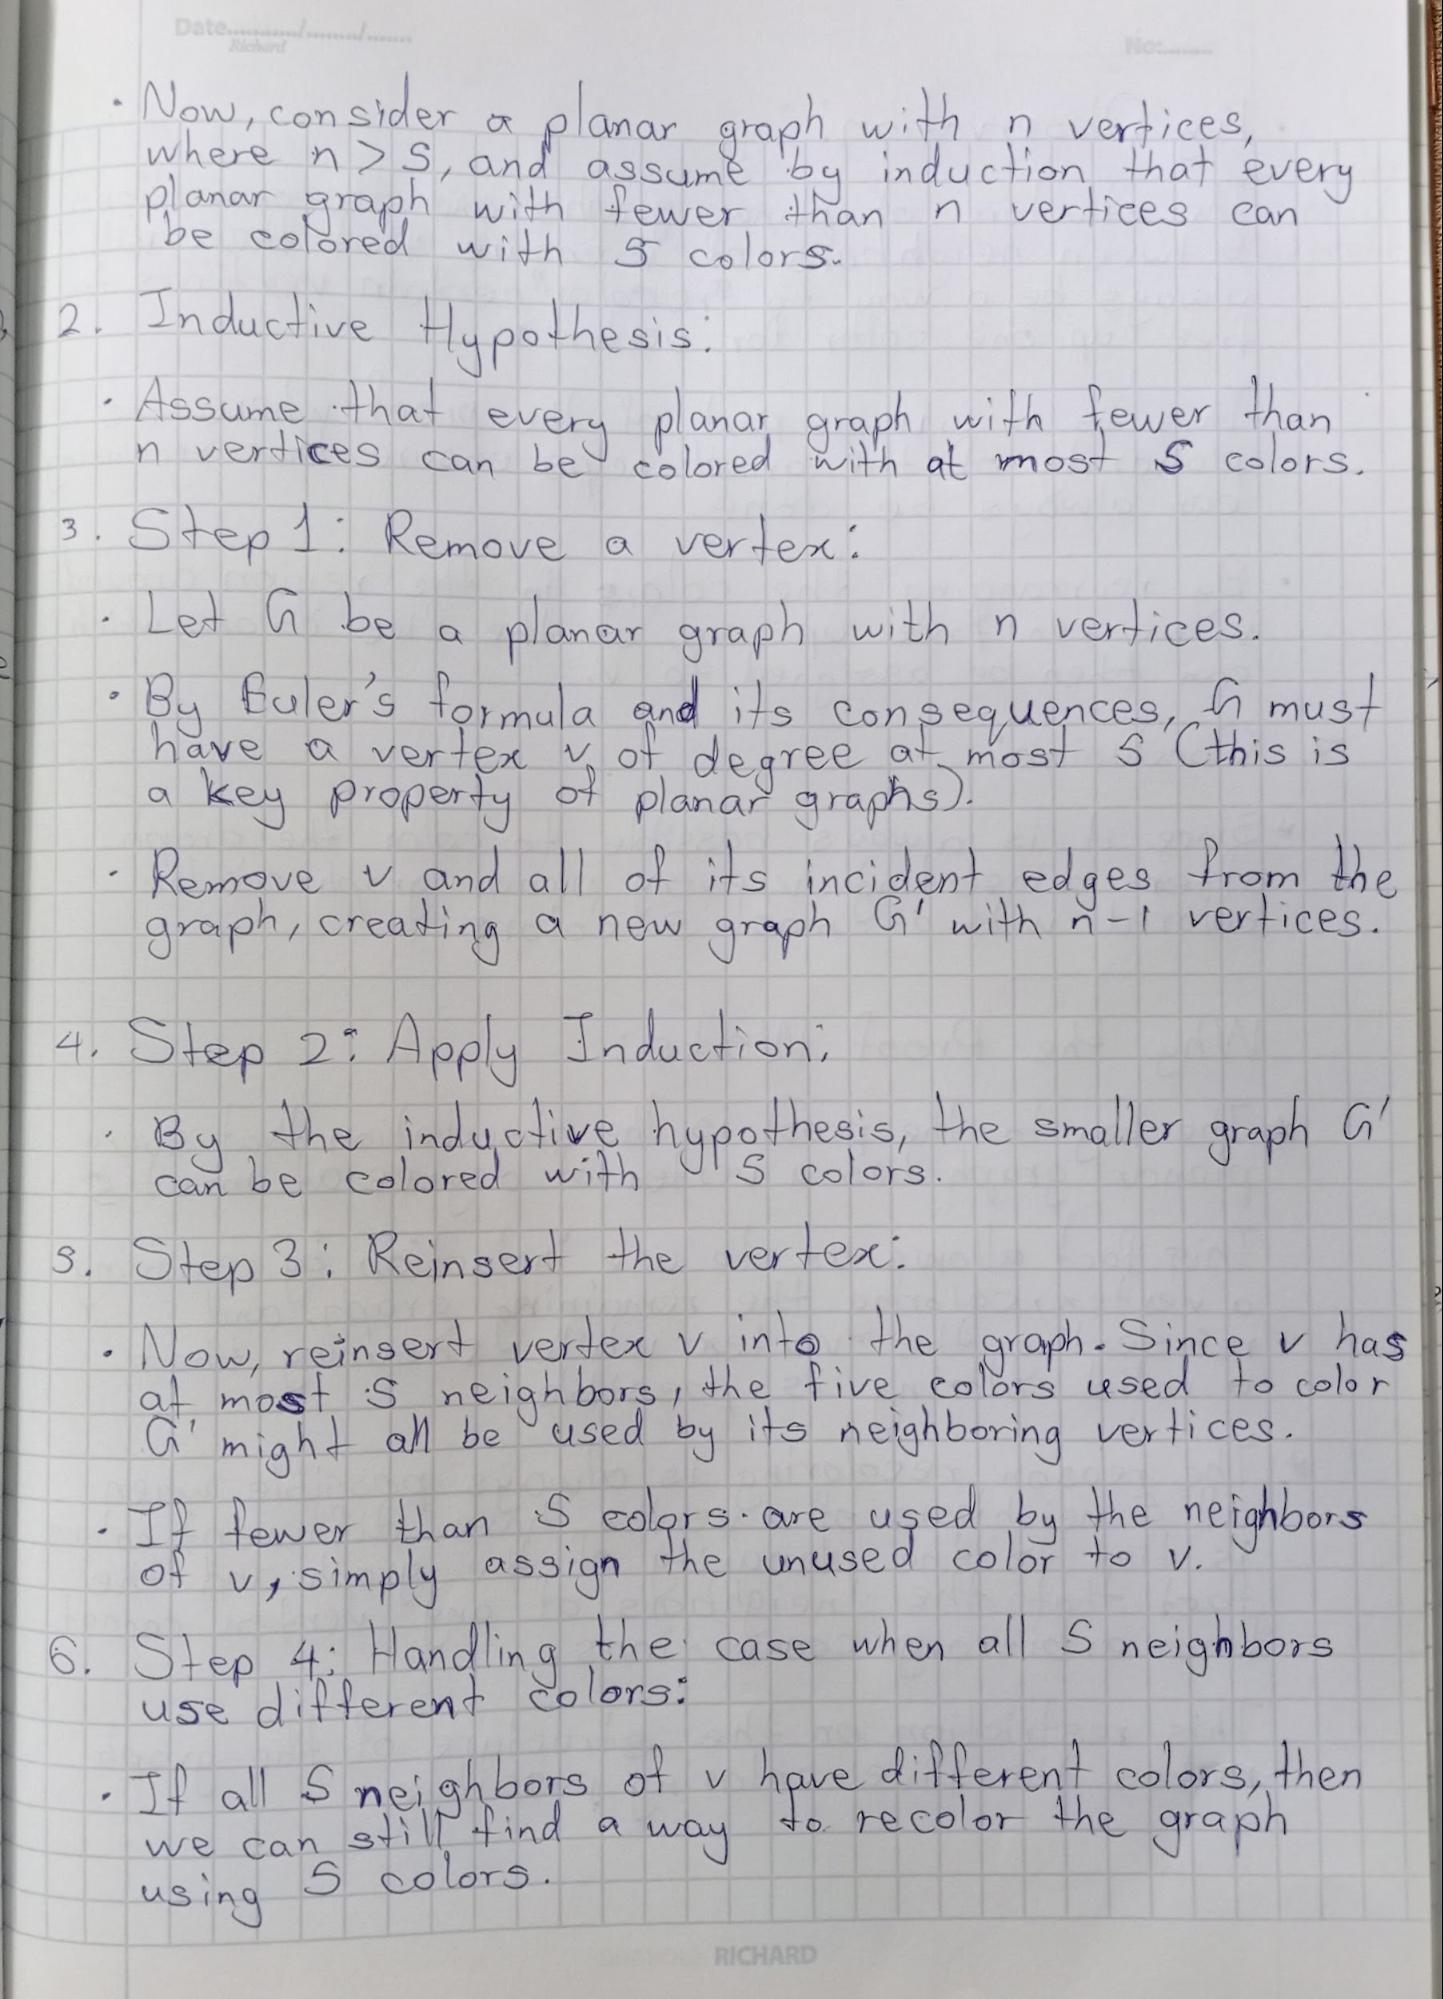 Date........../......../.......
Richard
No:........
• Now, consider a planar graph with n vertices,
where n > 5, and assume by induction that every
planar graph with fewer than n vertices can
be colored with 5 colors.
2. Inductive Hypothesis:
• Assume that every planar graph with fewer than
n vertices can be colored with at most 5 colors.
3. Step 1: Remove a vertex:
• Let G be a planar graph with n vertices.
• By Euler's formula and its consequences, G must
have a vertex v of degree at most 5 (this is
a key property of planar graphs).
• Remove v and all of its incident edges from the
graph, creating a new graph G' with n-1 vertices.
4. Step 2: Apply Induction:
• By the inductive hypothesis, the smaller graph G'
can be colored with 5 colors.
5. Step 3: Reinsert the vertex:
• Now, reinsert vertex v into the graph. Since v has
at most 5 neighbors, the five colors used to color
G' might all be used by its neighboring vertices.
• If fewer than 5 colors are used by the neighbors
of v, simply assign the unused color to v.
6. Step 4: Handling the case when all 5 neighbors
use different colors:
• If all 5 neighbors of v have different colors, then
we can still find a way to recolor the graph
using 5 colors.
RICHARD